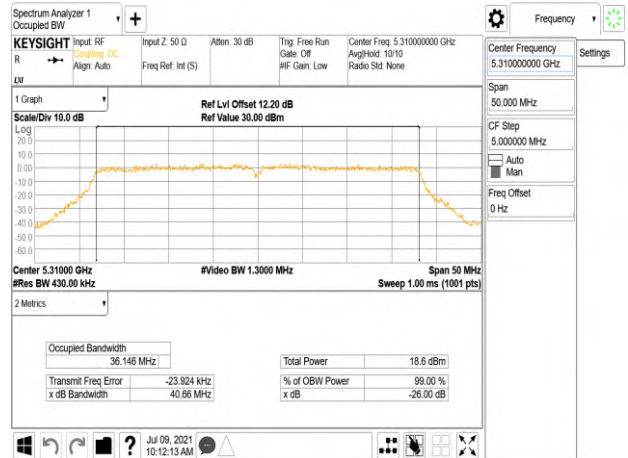 Spectrum Analyzer 1
Occupied BW
Frequency
KEYSIGHT
Input: RF
Coupling: DC
Align: Auto
Input Z: 50 Ω
Freq Ref: Int (S)
Atten: 30 dB
Trig: Free Run
Gate: Off
#IF Gain: Low
Center Freq: 5.310000000 GHz
Avg|Hold: 10/10
Radio Std: None
R
LXI
Center Frequency
5.310000000 GHz
Settings
Span
50.000 MHz
CF Step
5.000000 MHz
Auto
Man
Freq Offset
0 Hz
1 Graph
Ref Lvl Offset 12.20 dB
Scale/Div 10.0 dB
Ref Value 30.00 dBm
Log
20.0
10.0
0.00
-10.0
-20.0
-30.0
-40.0
-50.0
-60.0
Center 5.31000 GHz
#Video BW 1.3000 MHz
Span 50 MHz
#Res BW 430.00 kHz
Sweep 1.00 ms (1001 pts)
2 Metrics
Occupied Bandwidth
36.146 MHz
Total Power 18.6 dBm
Transmit Freq Error -23.924 kHz
% of OBW Power 99.00 %
x dB Bandwidth 40.66 MHz
x dB -26.00 dB
?
Jul 09, 2021
10:12:13 AM